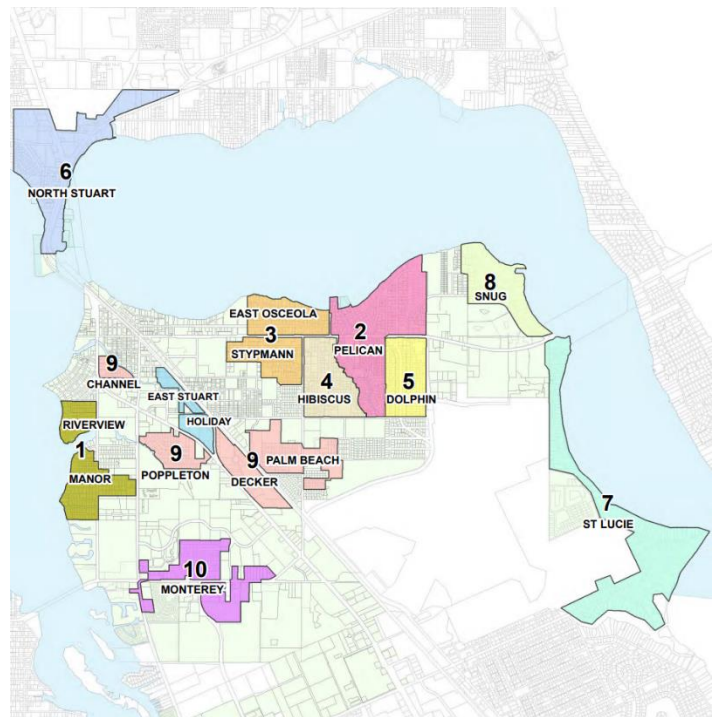 6
NORTH STUART
8
SNUG
EAST OSCEOLA
3
STYPMANN
2
PELICAN
4
HIBISCUS
5
DOLPHIN
9
CHANNEL
EAST STUART
HOLIDAY
RIVERVIEW
1
MANOR
9
POPPLETON
9
DECKER
PALM BEACH
7
ST LUCIE
10
MONTEREY